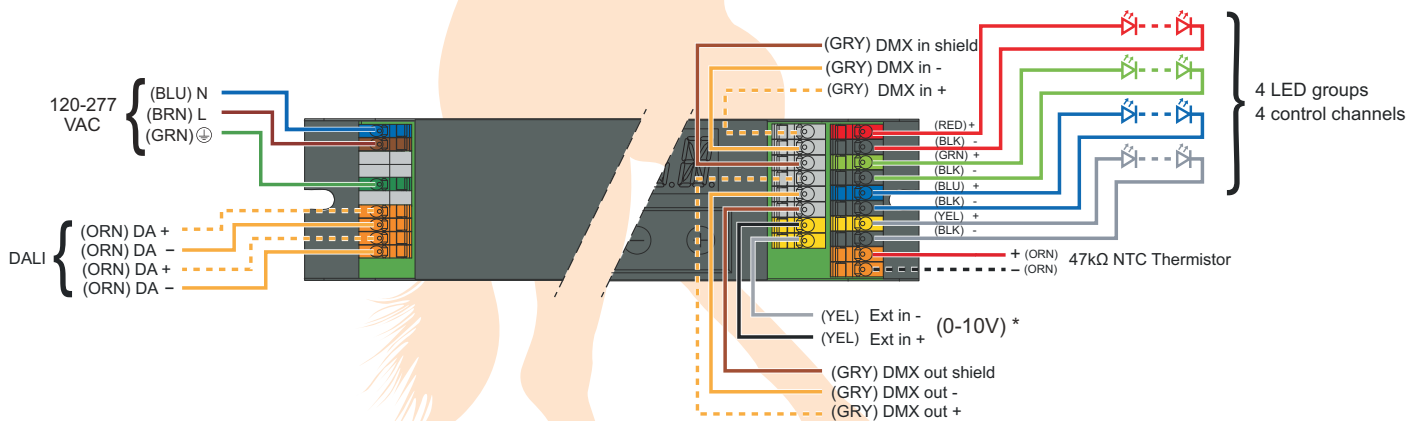 120-277
VAC
(BLU) N
(BRN) L
(GRN)
DALI
(ORN) DA +
(ORN) DA −
(ORN) DA +
(ORN) DA −
(GRY) DMX in shield
(GRY) DMX in -
(GRY) DMX in +
(RED) +
(BLK) -
(GRN) +
(BLK) -
(BLU) +
(BLK) -
(YEL) +
(BLK) -
4 LED groups
4 control channels
+ (ORN) 47kΩ NTC Thermistor
− (ORN)
(YEL) Ext in - (0-10V) *
(YEL) Ext in +
(GRY) DMX out shield
(GRY) DMX out -
(GRY) DMX out +